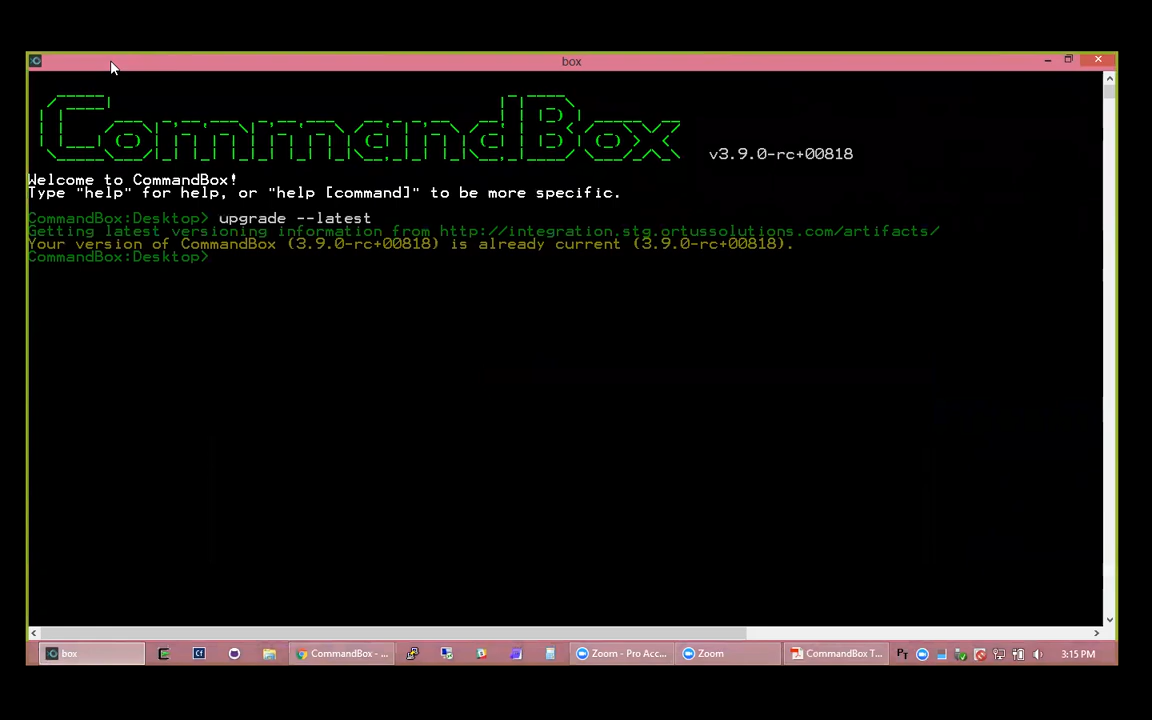 box
CommandBox v3.9.0-rc+00818
Welcome to CommandBox!
Type "help" for help, or "help [command]" to be more specific.
CommandBox:Desktop> upgrade --latest
Getting latest versioning information from http://integration.stg.ortussolutions.com/artifacts/
Your version of CommandBox (3.9.0-rc+00818) is already current (3.9.0-rc+00818).
CommandBox:Desktop>
box Cf CommandBox - ... Zoom - Pro Acc... Zoom CommandBox T... PT 3:15 PM